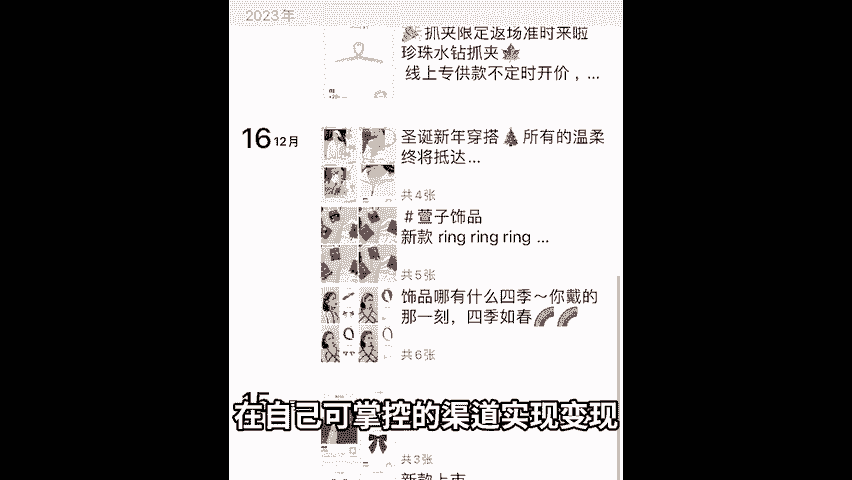 2023年
抓夹限定返场准时来啦
珍珠水钻抓夹🍁
线上专供款不定时开价，...
16 12月
圣诞新年穿搭🎄所有的温柔
终将抵达...
共4张
#萱子饰品
新款 ring ring ring ...
共5张
饰品哪有什么四季～你戴的
那一刻，四季如春🌈🌈
共6张
在自己可掌控的渠道实现变现
共3张
新款上市